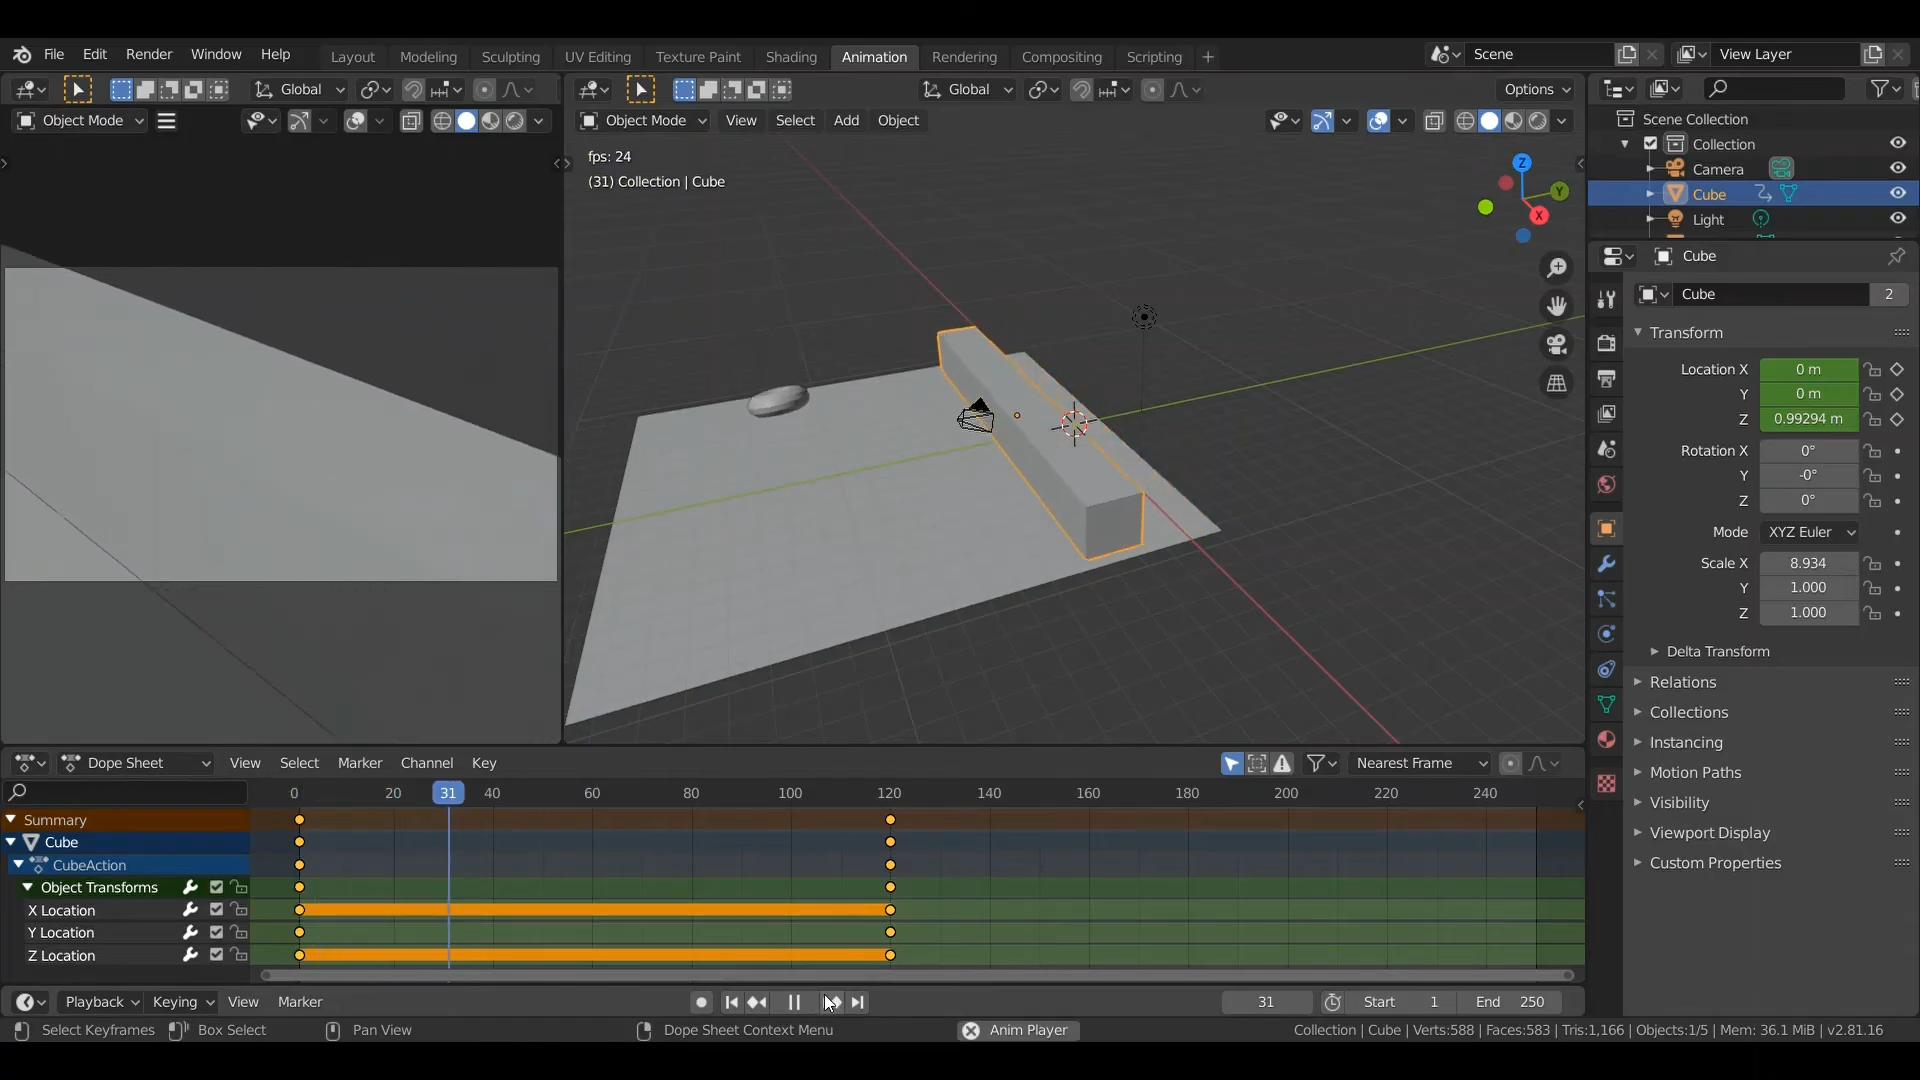 File Edit Render Window Help Layout Modeling Sculpting UV Editing Texture Paint Shading Animation Rendering Compositing Scripting + Scene View Layer
Global Global Options
Object Mode Object Mode View Select Add Object
Scene Collection
Collection
Camera
Cube
Light
fps: 24
(31) Collection | Cube
Z
Y
X
Cube
Cube 2
Transform
Location X 0 m
Y 0 m
Z 0.99294 m
Rotation X 0°
Y -0°
Z 0°
Mode XYZ Euler
Scale X 8.934
Y 1.000
Z 1.000
Delta Transform
Relations
Collections
Instancing
Motion Paths
Visibility
Viewport Display
Custom Properties
Dope Sheet View Select Marker Channel Key Nearest Frame
0 20 31 40 60 80 100 120 140 160 180 200 220 240
Summary
Cube
CubeAction
Object Transforms
X Location
Y Location
Z Location
Playback Keying View Marker 31 Start 1 End 250
Select Keyframes Box Select Pan View Dope Sheet Context Menu Anim Player Collection | Cube | Verts:588 | Faces:583 | Tris:1,166 | Objects:1/5 | Mem: 36.1 MiB | v2.81.16